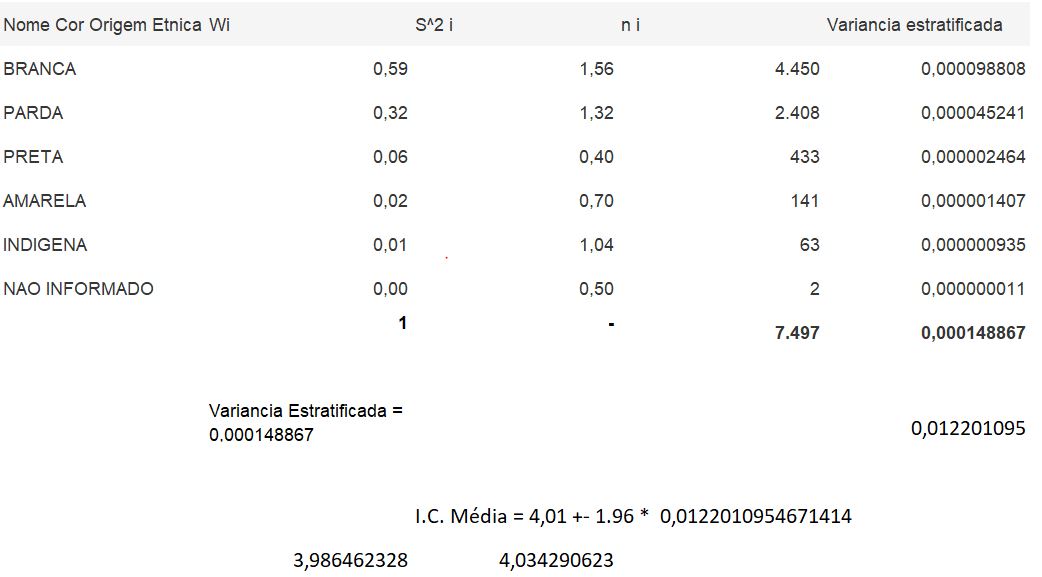 Nome Cor Origem Etnica Wi S^2 i n i Variancia estratificada
BRANCA 0,59 1,56 4.450 0,000098808
PARDA 0,32 1,32 2.408 0,000045241
PRETA 0,06 0,40 433 0,000002464
AMARELA 0,02 0,70 141 0,000001407
INDIGENA 0,01 1,04 63 0,000000935
NAO INFORMADO 0,00 0,50 2 0,000000011
1 - 7.497 0,000148867
Variancia Estratificada =
0,000148867
0,012201095
I.C. Média = 4,01 +- 1.96 * 0,0122010954671414
3,986462328 4,034290623